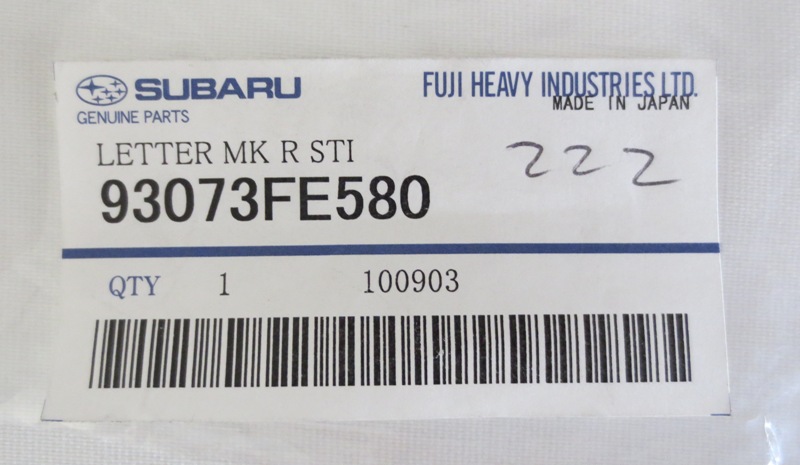 SUBARU
GENUINE PARTS
FUJI HEAVY INDUSTRIES LTD.
MADE IN JAPAN
LETTER MK R STI
222
93073FE580
QTY 1 100903